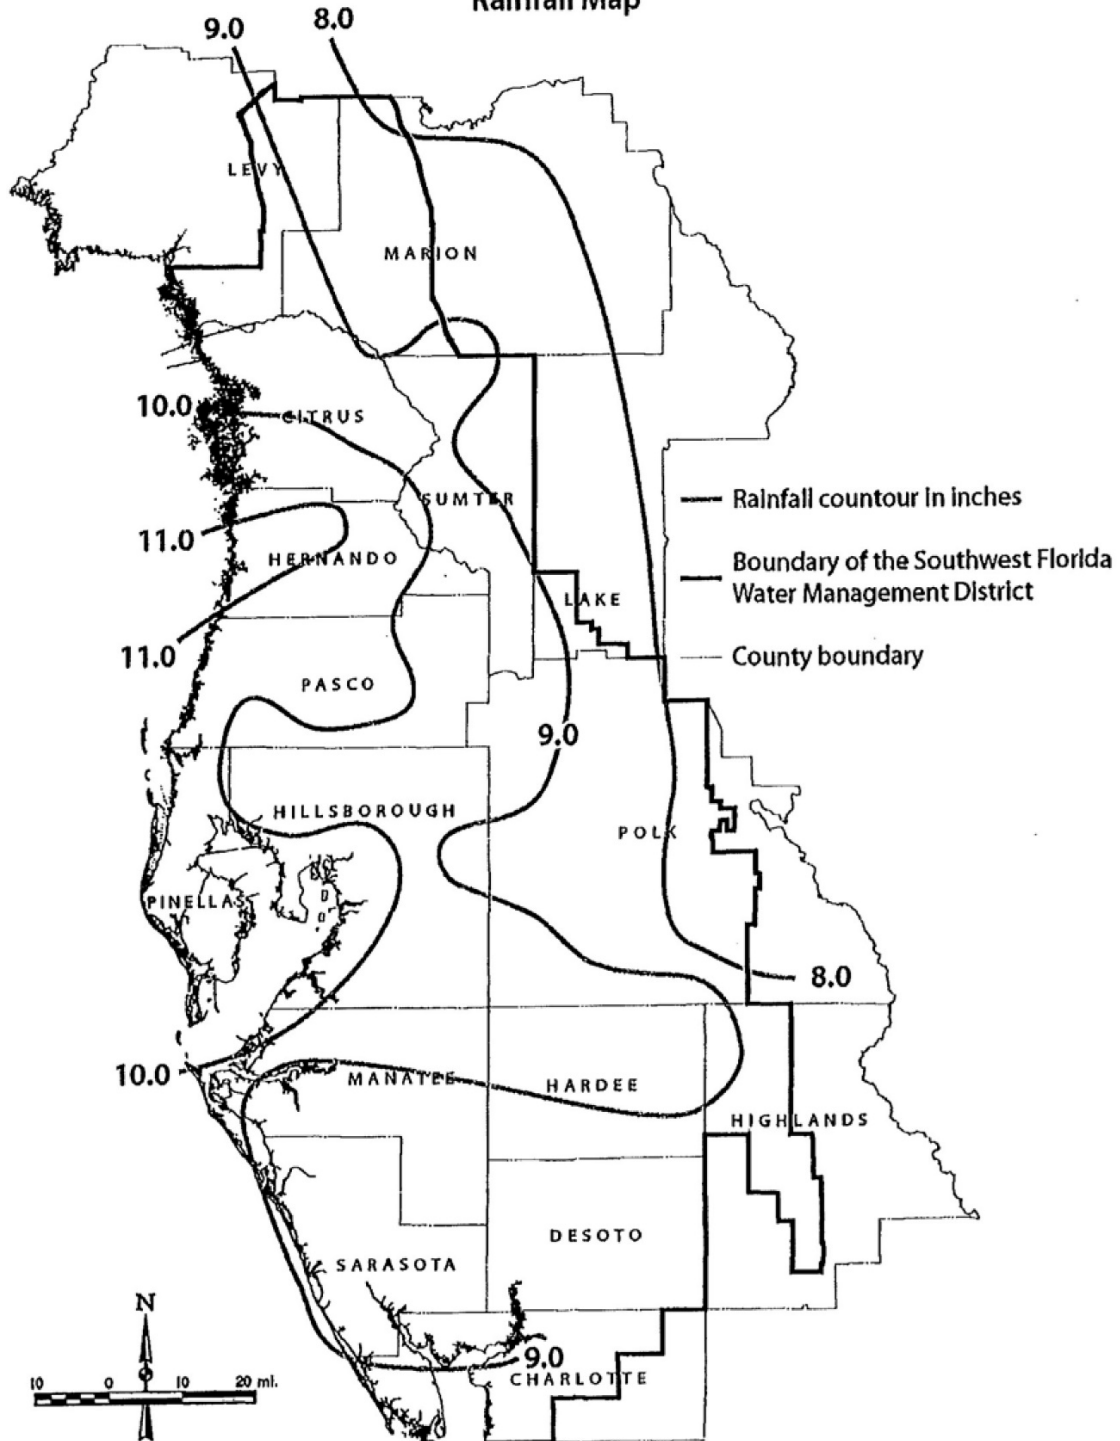 Rainfall Map
9.0
8.0
LEVY
MARION
10.0
CITRUS
SUMTER
Rainfall countour in inches
11.0
HERNANDO
Boundary of the Southwest Florida
Water Management District
LAKE
11.0
County boundary
PASCO
9.0
HILLSBOROUGH
POLK
PINELLAS
8.0
10.0
MANATEE
HARDEE
HIGHLANDS
DESOTO
SARASOTA
N
9.0
CHARLOTTE
10 0 10 20 mi.